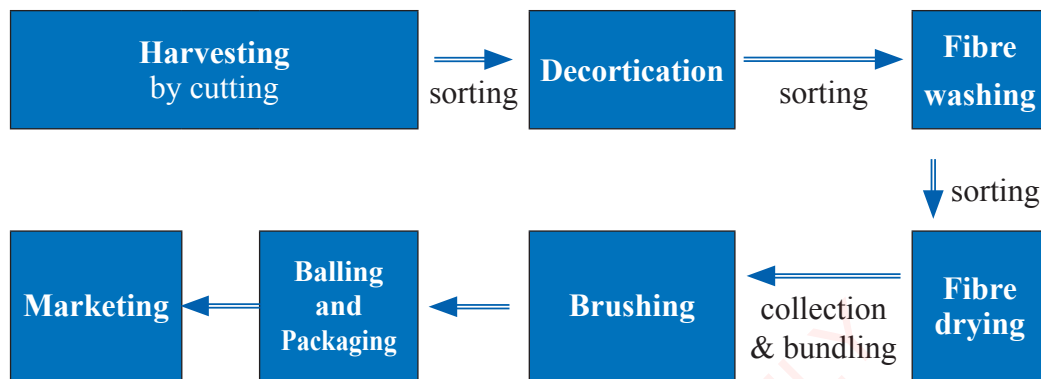 Harvesting
by cutting
sorting
Decortication
sorting
Fibre
washing
sorting
Fibre
drying
collection
& bundling
Brushing
Balling
and
Packaging
Marketing